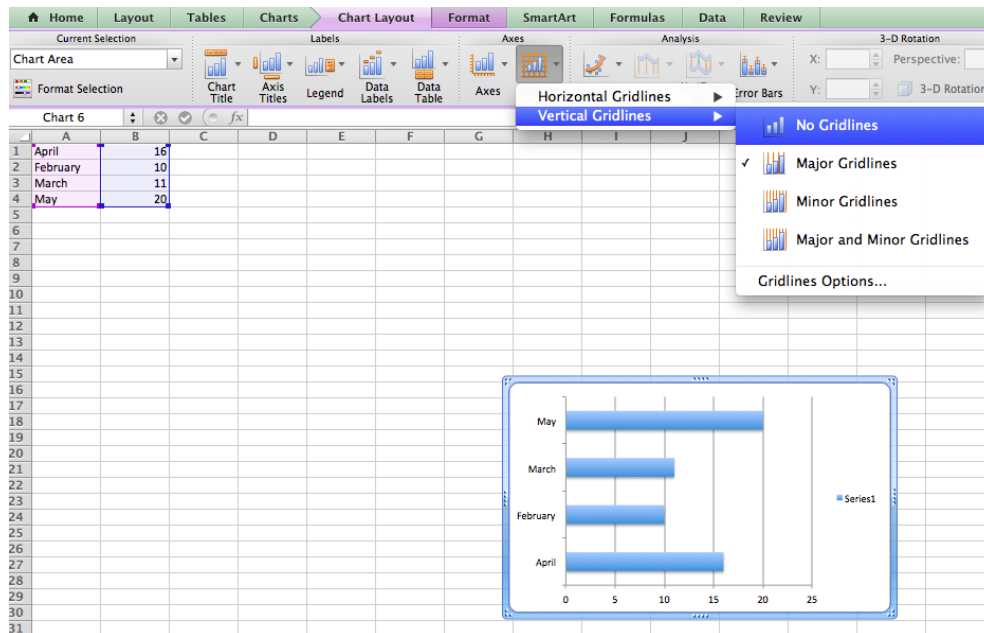 Home Layout Tables Charts Chart Layout Format SmartArt Formulas Data Review
Current Selection Labels Axes Analysis 3-D Rotation
Chart Area X: Perspective:
Format Selection Chart Title Axis Titles Legend Data Labels Data Table Axes Error Bars Y: 3-D Rotation
Chart 6 fx
Horizontal Gridlines
Vertical Gridlines
No Gridlines
✓ Major Gridlines
Minor Gridlines
Major and Minor Gridlines
Gridlines Options...
A B C D E F G H I J
1 April 16
2 February 10
3 March 11
4 May 20
5
6
7
8
9
10
11
12
13
14
15
16
17
18
19
20
21
22
23
24
25
26
27
28
29
30
31
May
March
February
April
0 5 10 15 20 25
Series1